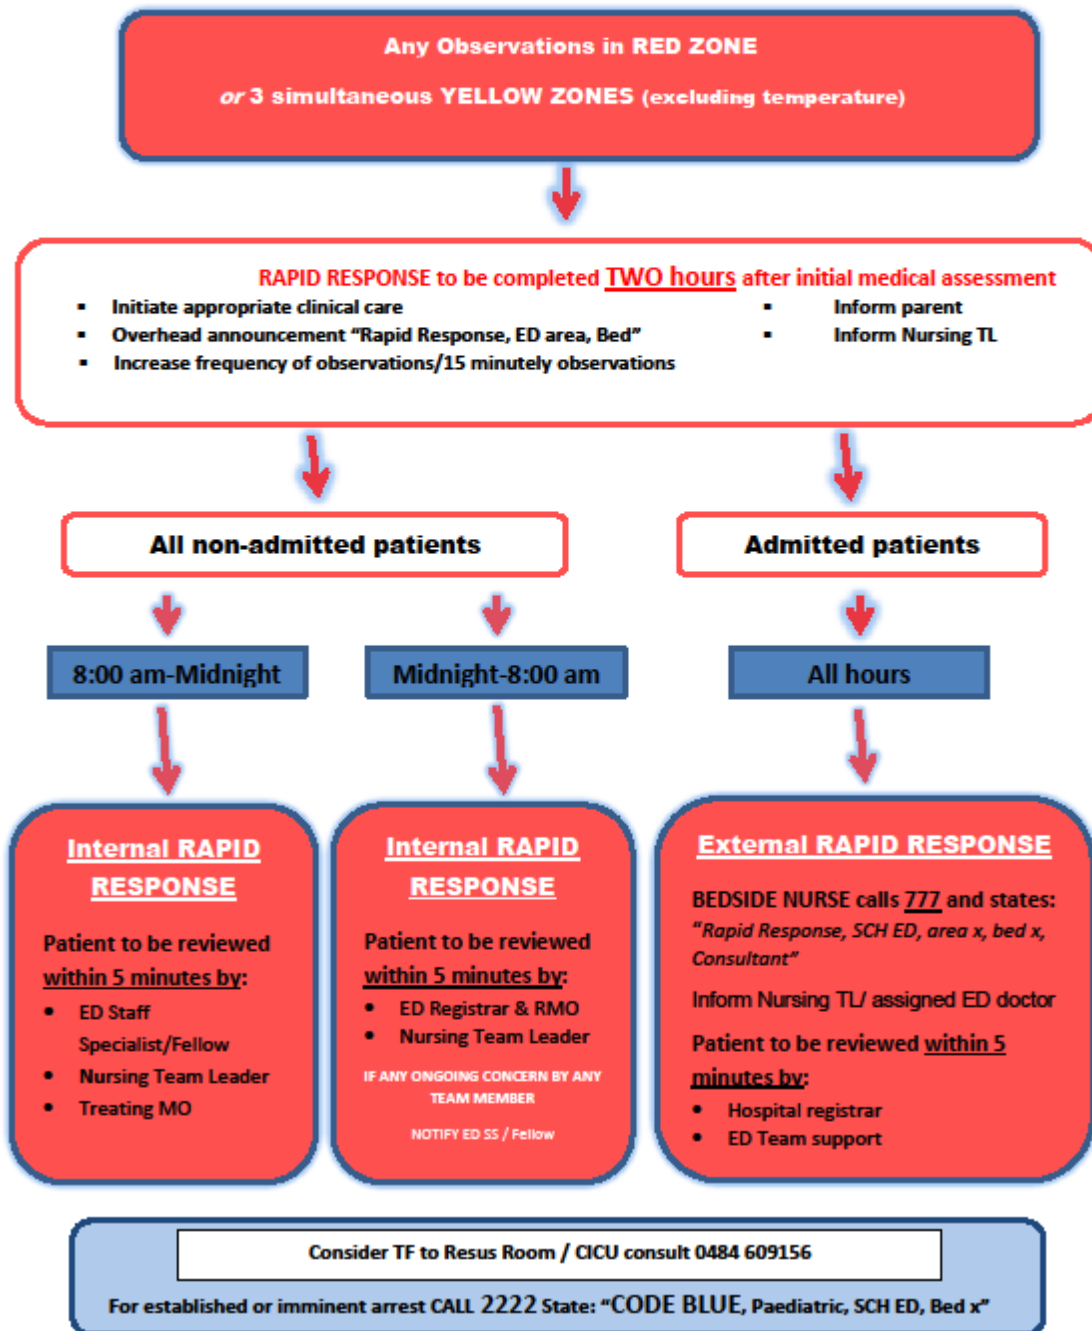 Any Observations in RED ZONE
or 3 simultaneous YELLOW ZONES (excluding temperature)
RAPID RESPONSE to be completed TWO hours after initial medical assessment
▪ Initiate appropriate clinical care
▪ Overhead announcement “Rapid Response, ED area, Bed”
▪ Increase frequency of observations/15 minutely observations
▪ Inform parent
▪ Inform Nursing TL
All non-admitted patients
Admitted patients
8:00 am-Midnight
Midnight-8:00 am
All hours
Internal RAPID
RESPONSE
Patient to be reviewed
within 5 minutes by:
• ED Staff
Specialist/Fellow
• Nursing Team Leader
• Treating MO
Internal RAPID
RESPONSE
Patient to be reviewed
within 5 minutes by:
• ED Registrar & RMO
• Nursing Team Leader
IF ANY ONGOING CONCERN BY ANY
TEAM MEMBER
NOTIFY ED SS / Fellow
External RAPID RESPONSE
BEDSIDE NURSE calls 777 and states:
“Rapid Response, SCH ED, area x, bed x,
Consultant”
Inform Nursing TL/ assigned ED doctor
Patient to be reviewed within 5
minutes by:
• Hospital registrar
• ED Team support
Consider TF to Resus Room / CICU consult 0484 609156
For established or imminent arrest CALL 2222 State: “CODE BLUE, Paediatric, SCH ED, Bed x”